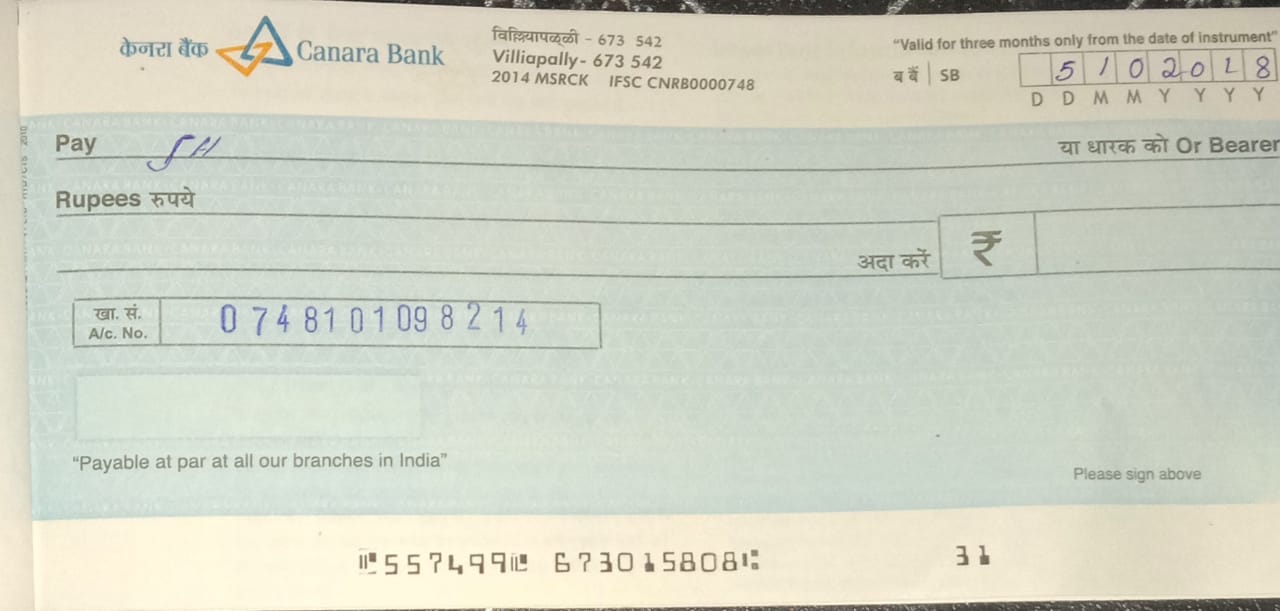 केनरा बैंक Canara Bank
विल्लियापळ्ळी - 673 542
Villiapally- 673 542
2014 MSRCK IFSC CNRB0000748
"Valid for three months only from the date of instrument"
ब बैं | SB
5 1 0 2 0 1 8
D D M M Y Y Y Y
Pay
या धारक को Or Bearer
Rupees रुपये
अदा करें ₹
खा. सं.
A/c. No.
0748101098214
"Payable at par at all our branches in India"
Please sign above
⑈557499⑈ 673015808⑆ 31